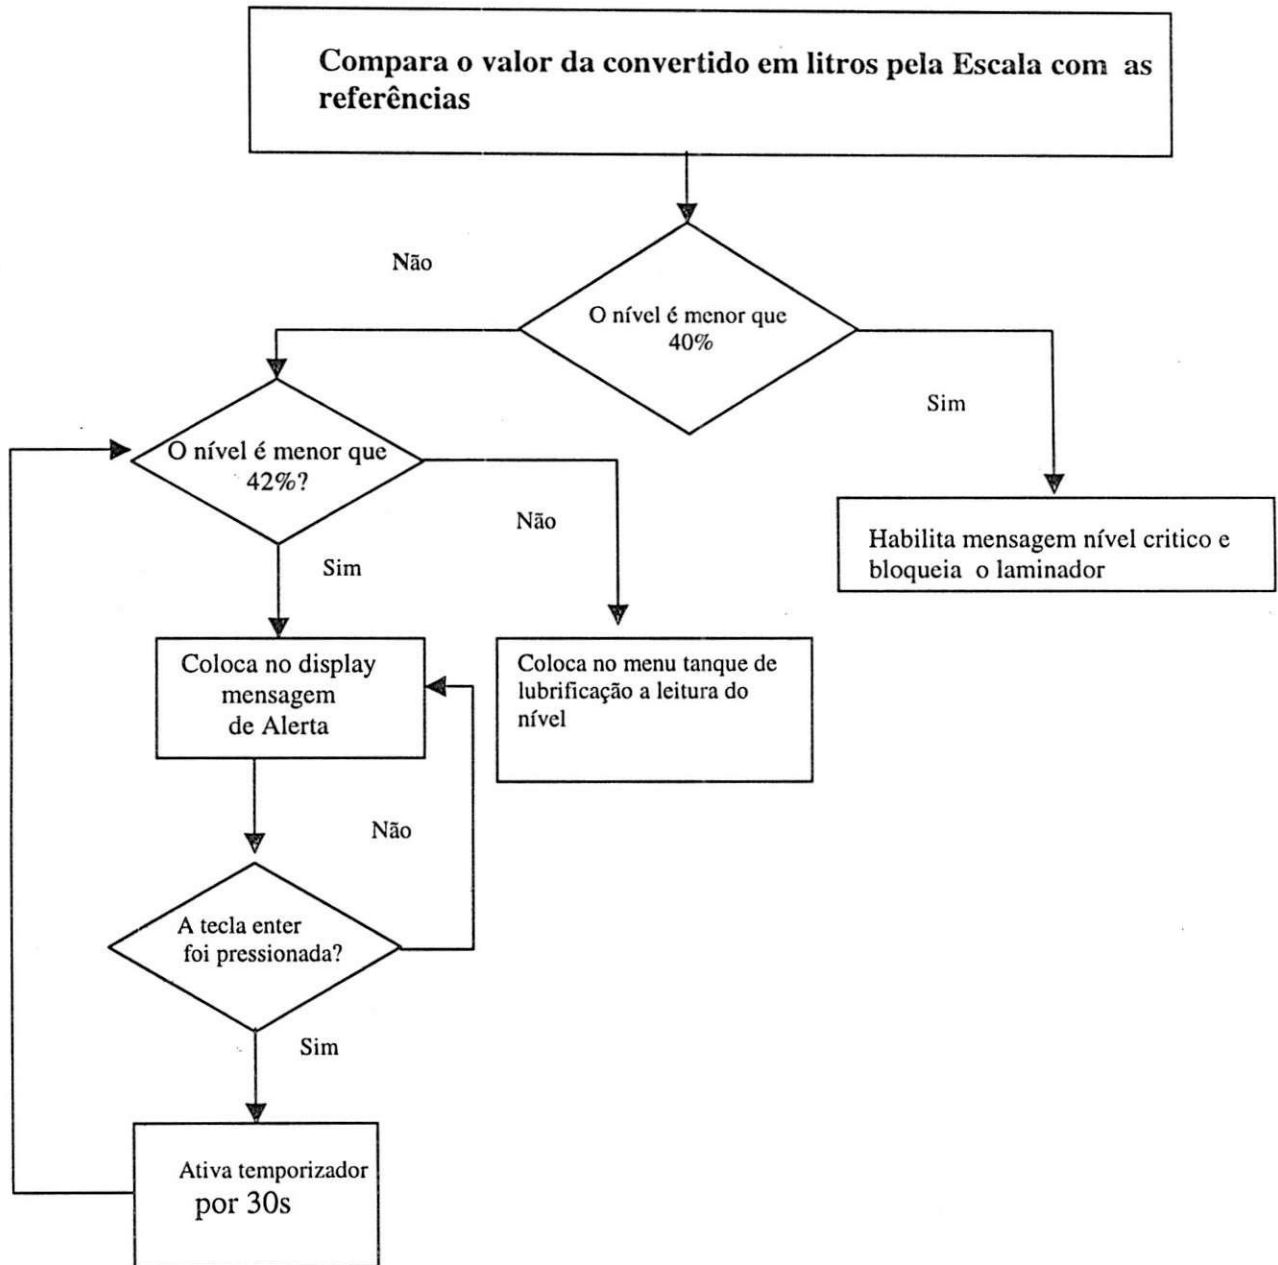 Compara o valor da convertido em litros pela Escala com as
referências
Não
O nível é menor que
40%
Sim
O nível é menor que
42%?
Não
Sim
Habilita mensagem nível critico e
bloqueia o laminador
Coloca no display
mensagem
de Alerta
Coloca no menu tanque de
lubrificação a leitura do
nível
Não
A tecla enter
foi pressionada?
Sim
Ativa temporizador
por 30s